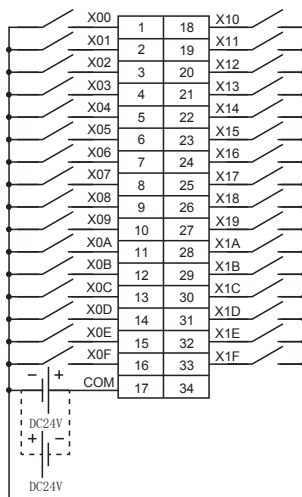 X00 1 18 X10
X01 2 19 X11
X02 3 20 X12
X03 4 21 X13
X04 5 22 X14
X05 6 23 X15
X06 7 24 X16
X07 8 25 X17
X08 9 26 X18
X09 10 27 X19
X0A 11 28 X1A
X0B 12 29 X1B
X0C 13 30 X1C
X0D 14 31 X1D
X0E 15 32 X1E
X0F 16 33 X1F
− + COM 17 34
DC24V
+ −
DC24V